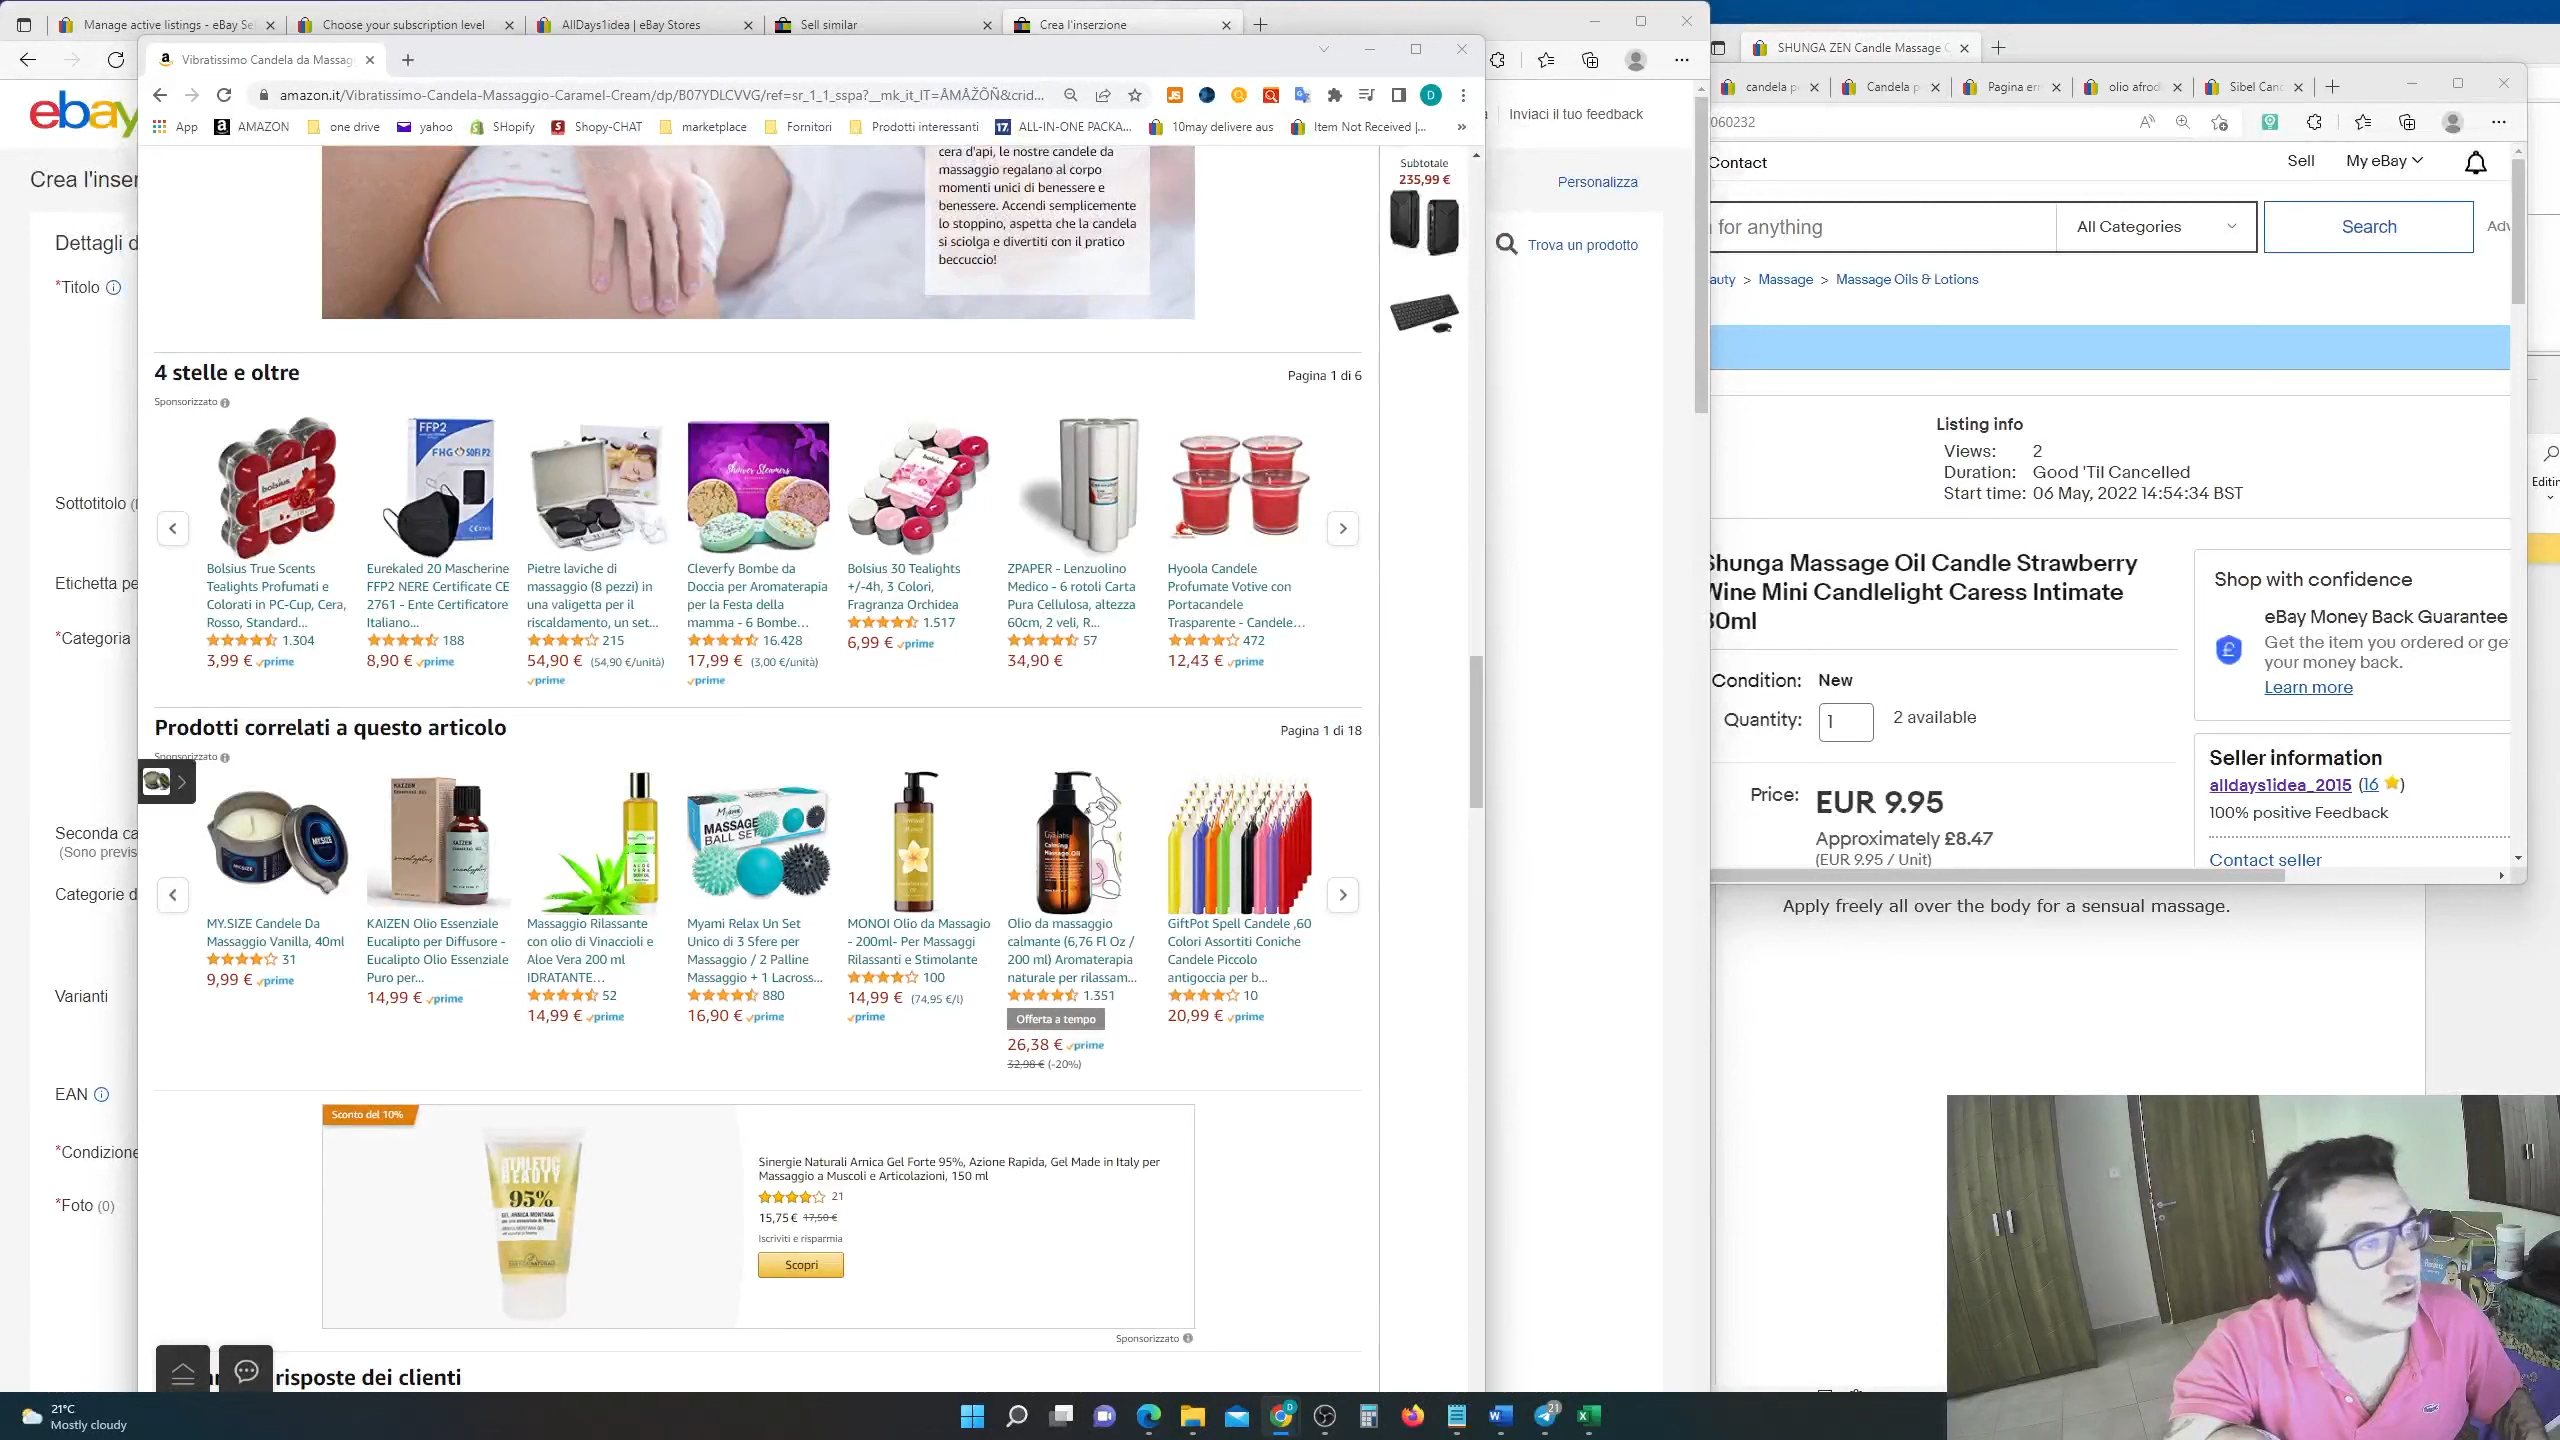 Manage active listings - eBay Se
Choose your subscription level
AllDays1idea | eBay Stores
Sell similar
Crea l'inserzione
Vibratissimo Candela da Massag
amazon.it/Vibratissimo-Candela-Massaggio-Caramel-Cream/dp/B07YDLCVVG/ref=sr_1_1_sspa?__mk_it_IT=ÅMÅŽÕÑ&crid...
App
AMAZON
one drive
yahoo
SHopify
Shopy-CHAT
marketplace
Fornitori
Prodotti interessanti
ALL-IN-ONE PACKA...
10may delivere aus
Item Not Received |...
ebay
Crea l'inser
Dettagli d
*Titolo
Sottotitolo
Etichetta pe
*Categoria
Seconda ca
(Sono previs
Categorie d
Varianti
EAN
*Condizione
*Foto (0)
cera d'api, le nostre candele da
massaggio regalano al corpo
momenti unici di benessere e
benessere. Accendi semplicemente
lo stoppino, aspetta che la candela
si sciolga e divertiti con il pratico
beccuccio!
Subtotale
235,99 €
4 stelle e oltre
Pagina 1 di 6
Sponsorizzato
Bolsius True Scents
Tealights Profumati e
Colorati in PC-Cup, Cera,
Rosso, Standard...
1.304
3,99 € prime
FFP2
Eurekaled 20 Mascherine
FFP2 NERE Certificate CE
2761 - Ente Certificatore
Italiano...
188
8,90 € prime
Pietre laviche di
massaggio (8 pezzi) in
una valigetta per il
riscaldamento, un set...
215
54,90 € (54,90 €/unità)
prime
Shower Steamers
Cleverfy Bombe da
Doccia per Aromaterapia
per la Festa della
mamma - 6 Bombe...
16.428
17,99 € (3,00 €/unità)
prime
Bolsius 30 Tealights
+/-4h, 3 Colori,
Fragranza Orchidea
1.517
6,99 € prime
ZPAPER - Lenzuolino
Medico - 6 rotoli Carta
Pura Cellulosa, altezza
60cm, 2 veli, R...
57
34,90 €
Hyoola Candele
Profumate Votive con
Portacandele
Trasparente - Candele...
472
12,43 € prime
Prodotti correlati a questo articolo
Pagina 1 di 18
Sponsorizzato
MY.SIZE Candele Da
Massaggio Vanilla, 40ml
31
9,99 € prime
KAIZEN Olio Essenziale
Eucalipto per Diffusore -
Eucalipto Olio Essenziale
Puro per...
14,99 € prime
Massaggio Rilassante
con olio di Vinaccioli e
Aloe Vera 200 ml
IDRATANTE...
52
14,99 € prime
MASSAGE
BALL SET
Myami Relax Un Set
Unico di 3 Sfere per
Massaggio / 2 Palline
Massaggio + 1 Lacross...
880
16,90 € prime
MONOI Olio da Massagio
- 200ml- Per Massaggi
Rilassanti e Stimolante
100
14,99 € (74,95 €/l)
prime
Olio da massaggio
calmante (6,76 Fl Oz /
200 ml) Aromaterapia
naturale per rilassam...
1.351
Offerta a tempo
26,38 € prime
32,98 € (-20%)
GiftPot Spell Candele ,60
Colori Assortiti Coniche
Candele Piccolo
antigoccia per b...
10
20,99 € prime
Sconto del 10%
ATHLETIC
BEAUTY
95%
Sinergie Naturali Arnica Gel Forte 95%, Azione Rapida, Gel Made in Italy per
Massaggio a Muscoli e Articolazioni, 150 ml
21
15,75 € 17,50 €
Iscriviti e risparmia
Scopri
Sponsorizzato
risposte dei clienti
Inviaci il tuo feedback
Personalizza
Trova un prodotto
SHUNGA ZEN Candle Massage
candela p
Candela p
Pagina err
olio afrod
Sibel Can
060232
Contact
Sell
My eBay
for anything
All Categories
Search
Adv
auty > Massage > Massage Oils & Lotions
Listing info
Views: 2
Duration: Good 'Til Cancelled
Start time: 06 May, 2022 14:54:34 BST
Shunga Massage Oil Candle Strawberry
Wine Mini Candlelight Caress Intimate
30ml
Condition: New
Quantity: 1 2 available
Price: EUR 9.95
Approximately £8.47
(EUR 9.95 / Unit)
Shop with confidence
eBay Money Back Guarantee
Get the item you ordered or ge
your money back.
Learn more
Seller information
alldays1idea_2015 (16)
100% positive Feedback
Contact seller
Editin
Apply freely all over the body for a sensual massage.
21°C
Mostly cloudy
21